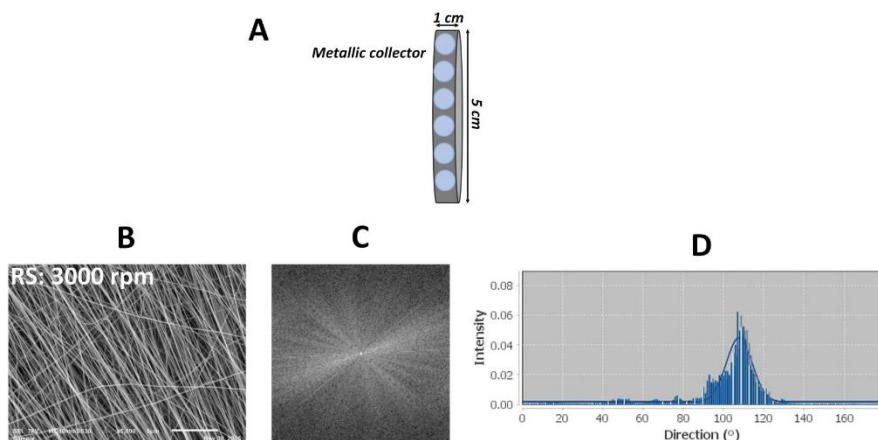 A
1 cm
Metallic collector
5 cm
B
C
D
RS: 3000 rpm
Intensity
0.08
0.06
0.04
0.02
0.00
0 20 40 60 80 100 120 140 160
Direction (º)